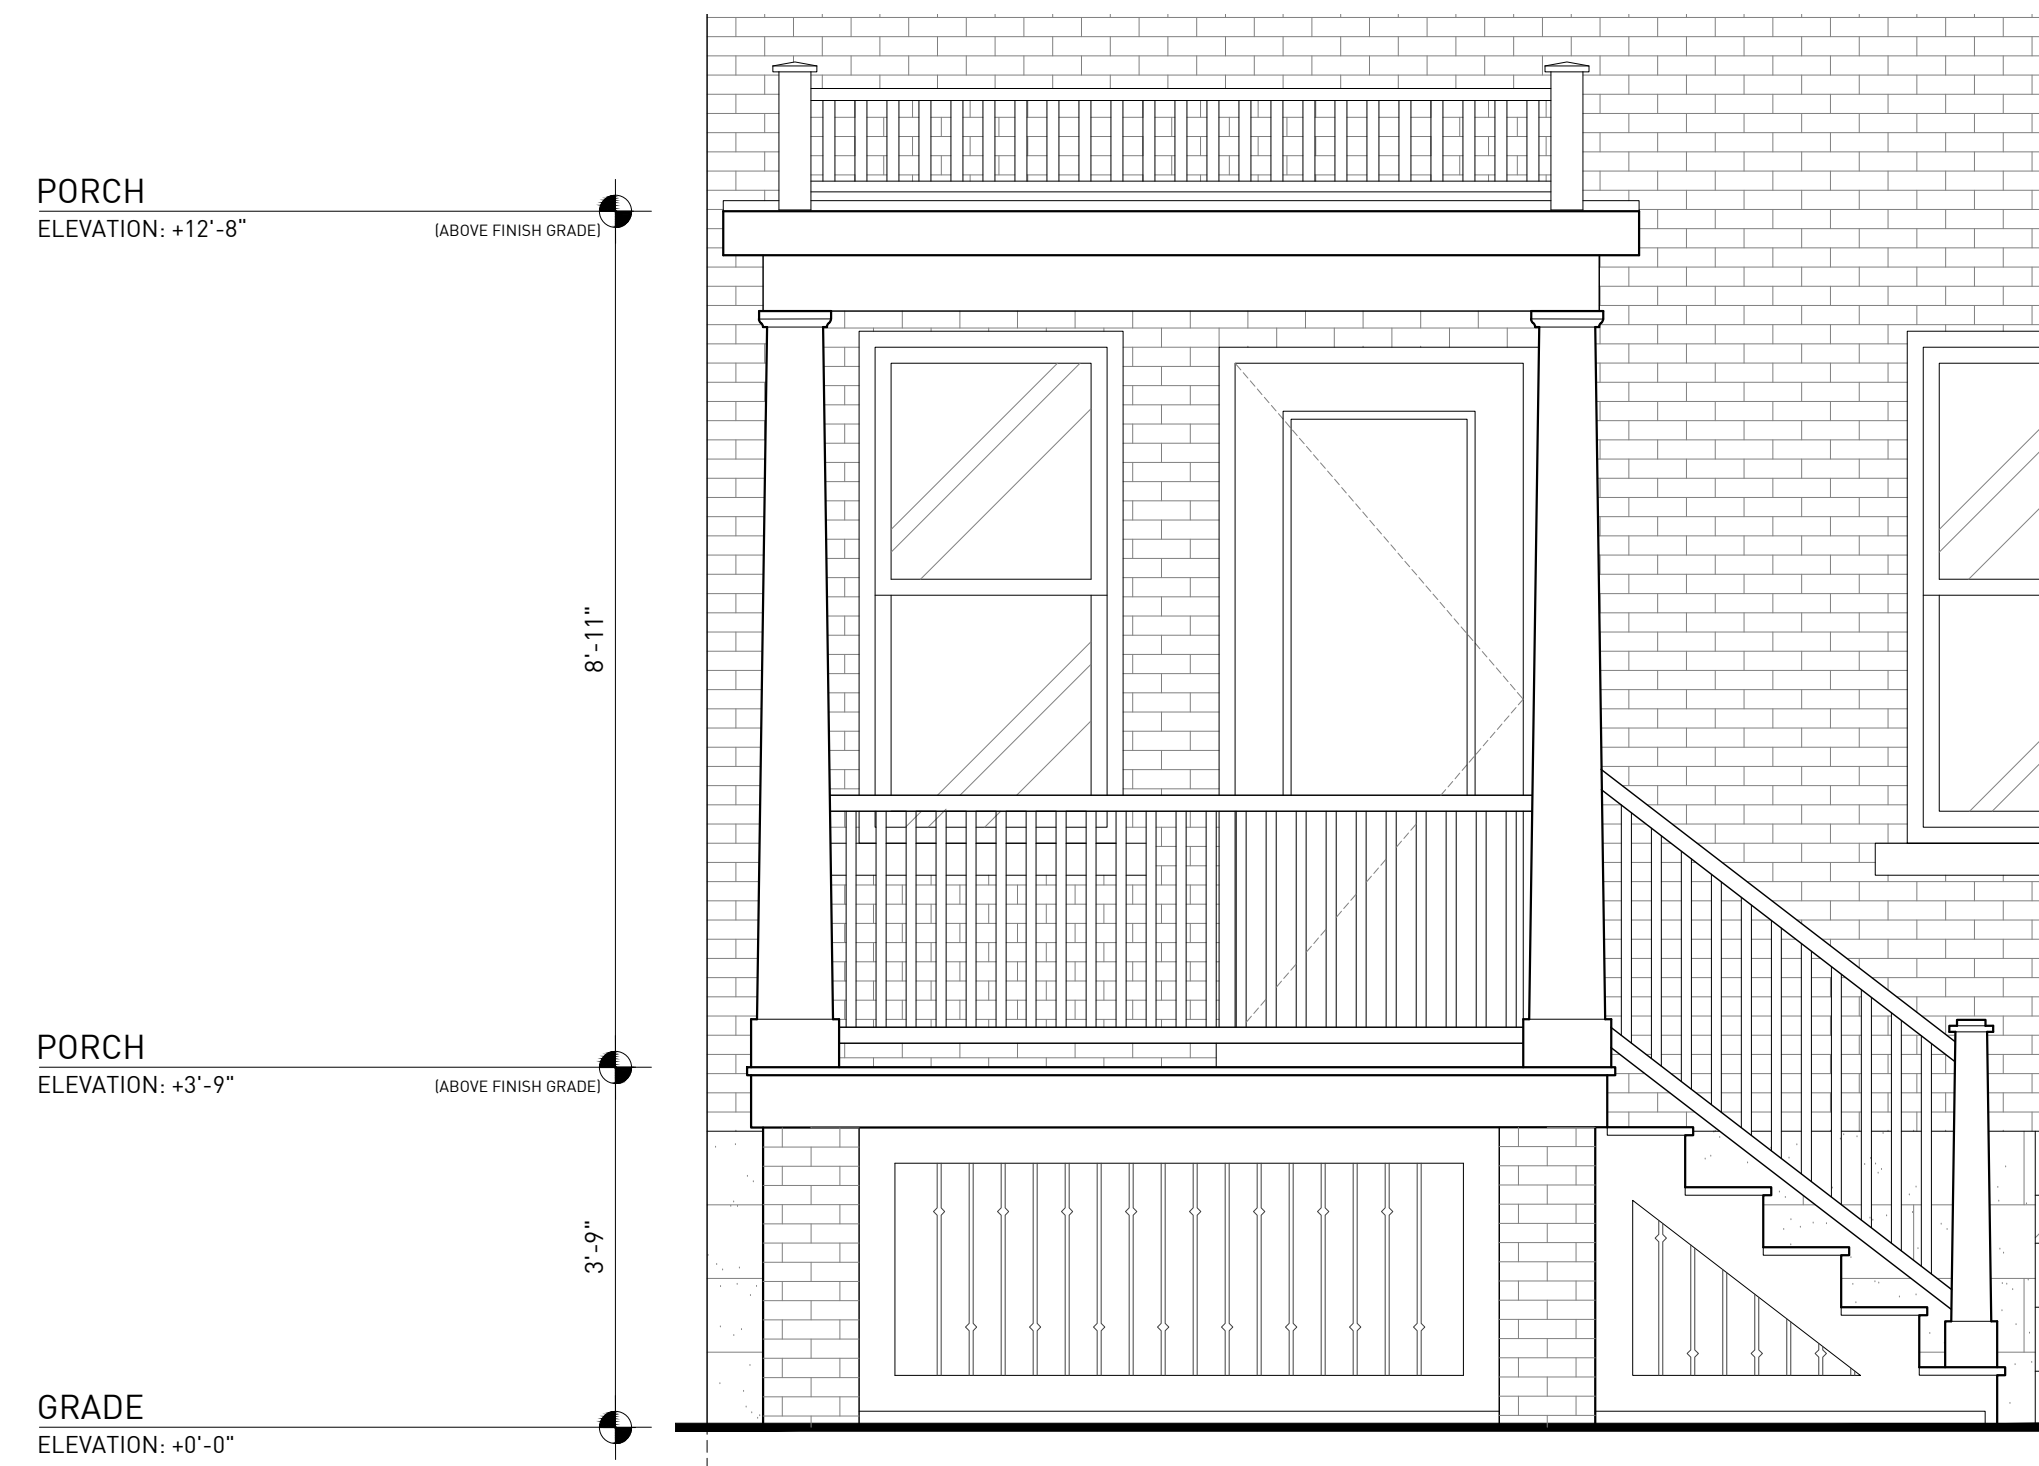 PORCH
ELEVATION: +12'-8"
(ABOVE FINISH GRADE)
8'-11"
PORCH
ELEVATION: +3'-9"
(ABOVE FINISH GRADE)
3'-9"
GRADE
ELEVATION: +0'-0"